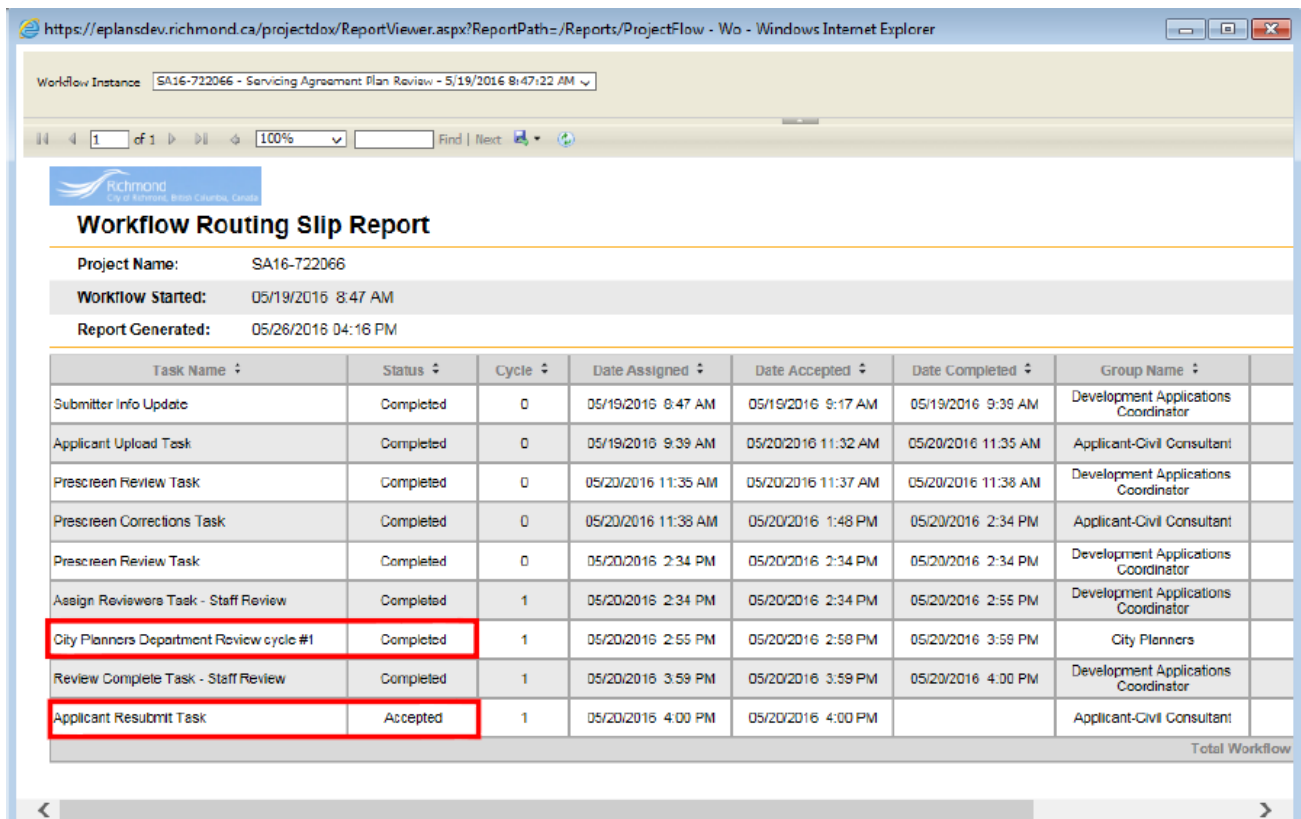 https://eplansdev.richmond.ca/projectdox/ReportViewer.aspx?ReportPath=/Reports/ProjectFlow - Wo - Windows Internet Explorer
Workflow Instance SA16-722066 - Servicing Agreement Plan Review - 5/19/2016 8:47:22 AM
1 of 1 100% Find | Next
Richmond
City of Richmond, British Columbia, Canada
Workflow Routing Slip Report
Project Name: SA16-722066
Workflow Started: 05/19/2016 8:47 AM
Report Generated: 05/26/2016 04:16 PM
Task Name Status Cycle Date Assigned Date Accepted Date Completed Group Name
Submitter Info Update Completed 0 05/19/2016 8:47 AM 05/19/2016 9:17 AM 05/19/2016 9:39 AM Development Applications
Coordinator
Applicant Upload Task Completed 0 05/19/2016 9:39 AM 05/20/2016 11:32 AM 05/20/2016 11:35 AM Applicant-Civil Consultant
Prescreen Review Task Completed 0 05/20/2016 11:35 AM 05/20/2016 11:37 AM 05/20/2016 11:38 AM Development Applications
Coordinator
Prescreen Corrections Task Completed 0 05/20/2016 11:38 AM 05/20/2016 1:48 PM 05/20/2016 2:34 PM Applicant-Civil Consultant
Prescreen Review Task Completed 0 05/20/2016 2:34 PM 05/20/2016 2:34 PM 05/20/2016 2:34 PM Development Applications
Coordinator
Assign Reviewers Task - Staff Review Completed 1 05/20/2016 2:34 PM 05/20/2016 2:34 PM 05/20/2016 2:55 PM Development Applications
Coordinator
City Planners Department Review cycle #1 Completed 1 05/20/2016 2:55 PM 05/20/2016 2:58 PM 05/20/2016 3:59 PM City Planners
Review Complete Task - Staff Review Completed 1 05/20/2016 3:59 PM 05/20/2016 3:59 PM 05/20/2016 4:00 PM Development Applications
Coordinator
Applicant Resubmit Task Accepted 1 05/20/2016 4:00 PM 05/20/2016 4:00 PM Applicant-Civil Consultant
Total Workflow